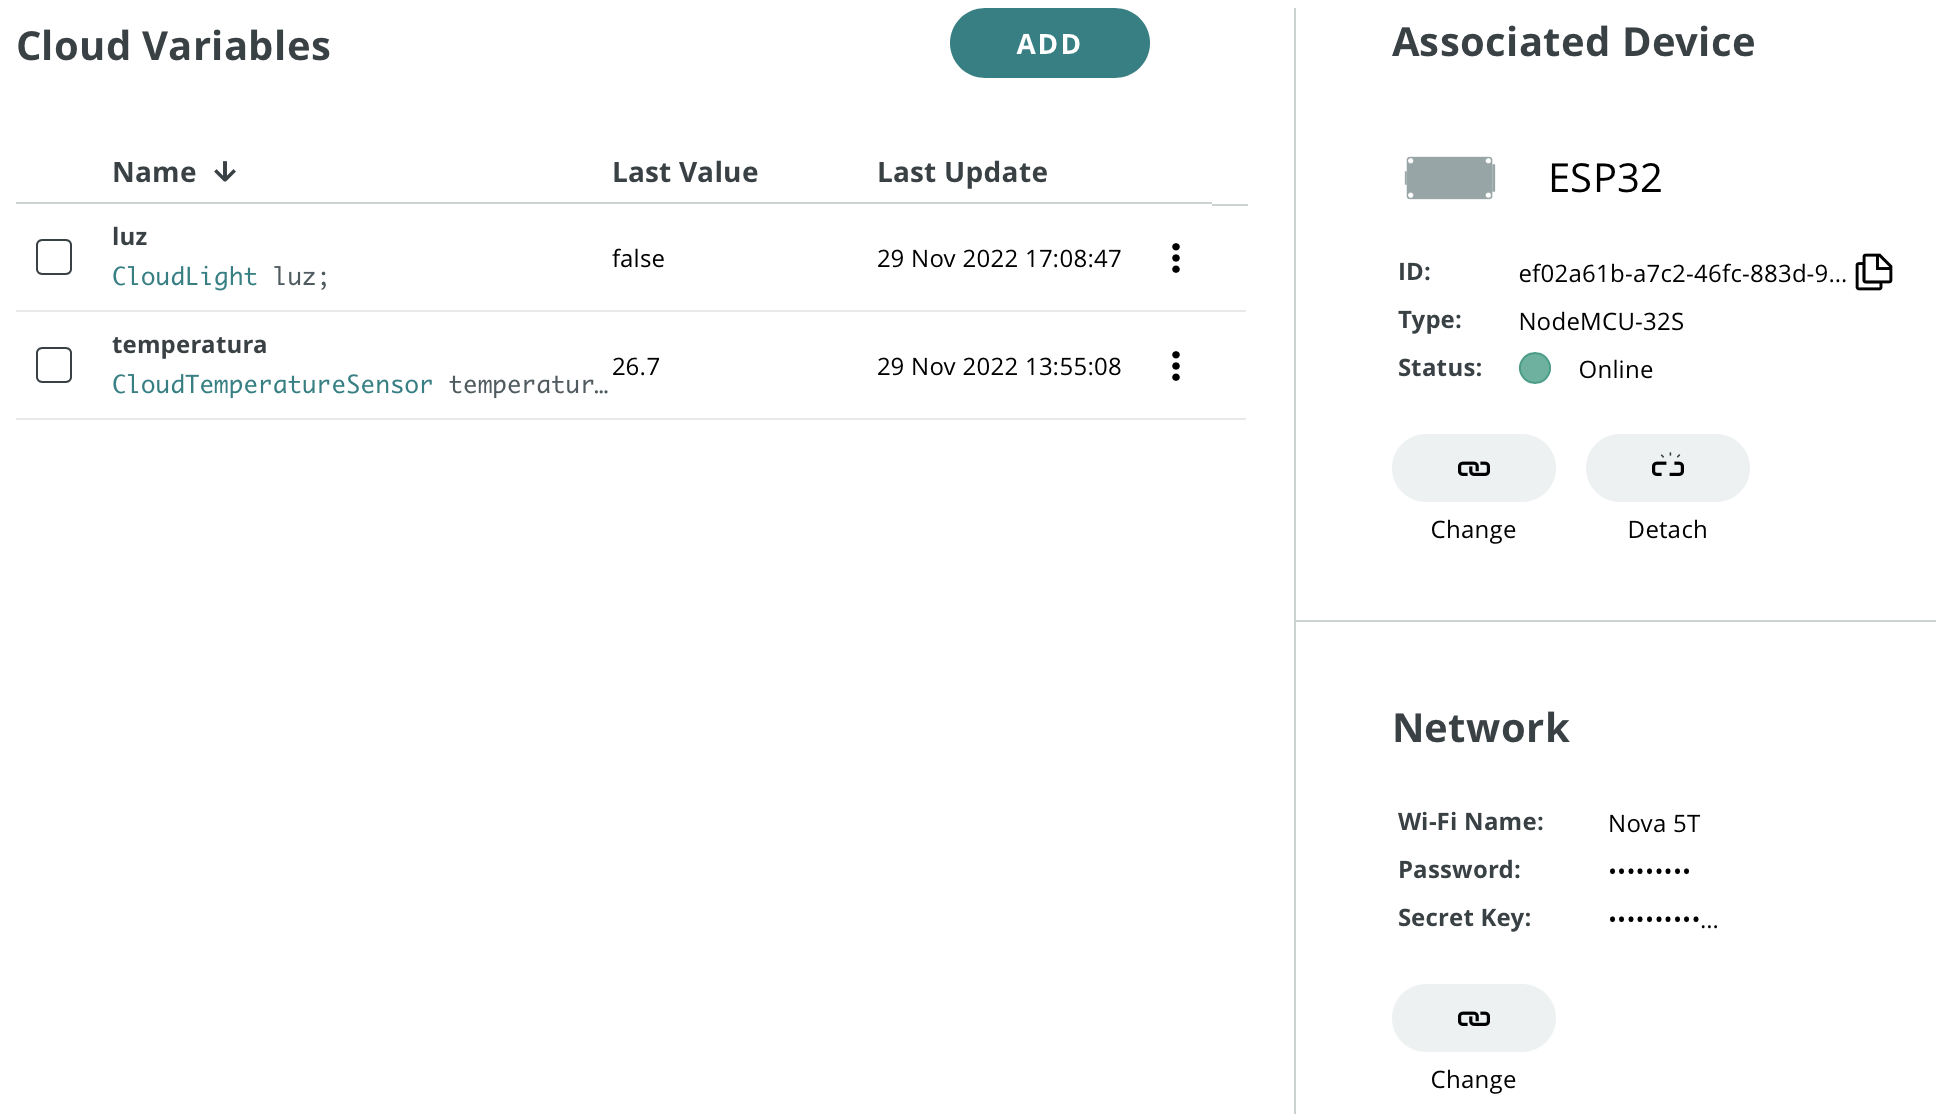 Cloud Variables
ADD
Name
Last Value
Last Update
luz
CloudLight luz;
false
29 Nov 2022 17:08:47
temperatura
CloudTemperatureSensor temperatur…
26.7
29 Nov 2022 13:55:08
Associated Device
ESP32
ID: ef02a61b-a7c2-46fc-883d-9…
Type: NodeMCU-32S
Status: Online
Change
Detach
Network
Wi-Fi Name: Nova 5T
Password: •••••••••
Secret Key: ••••••••••…
Change